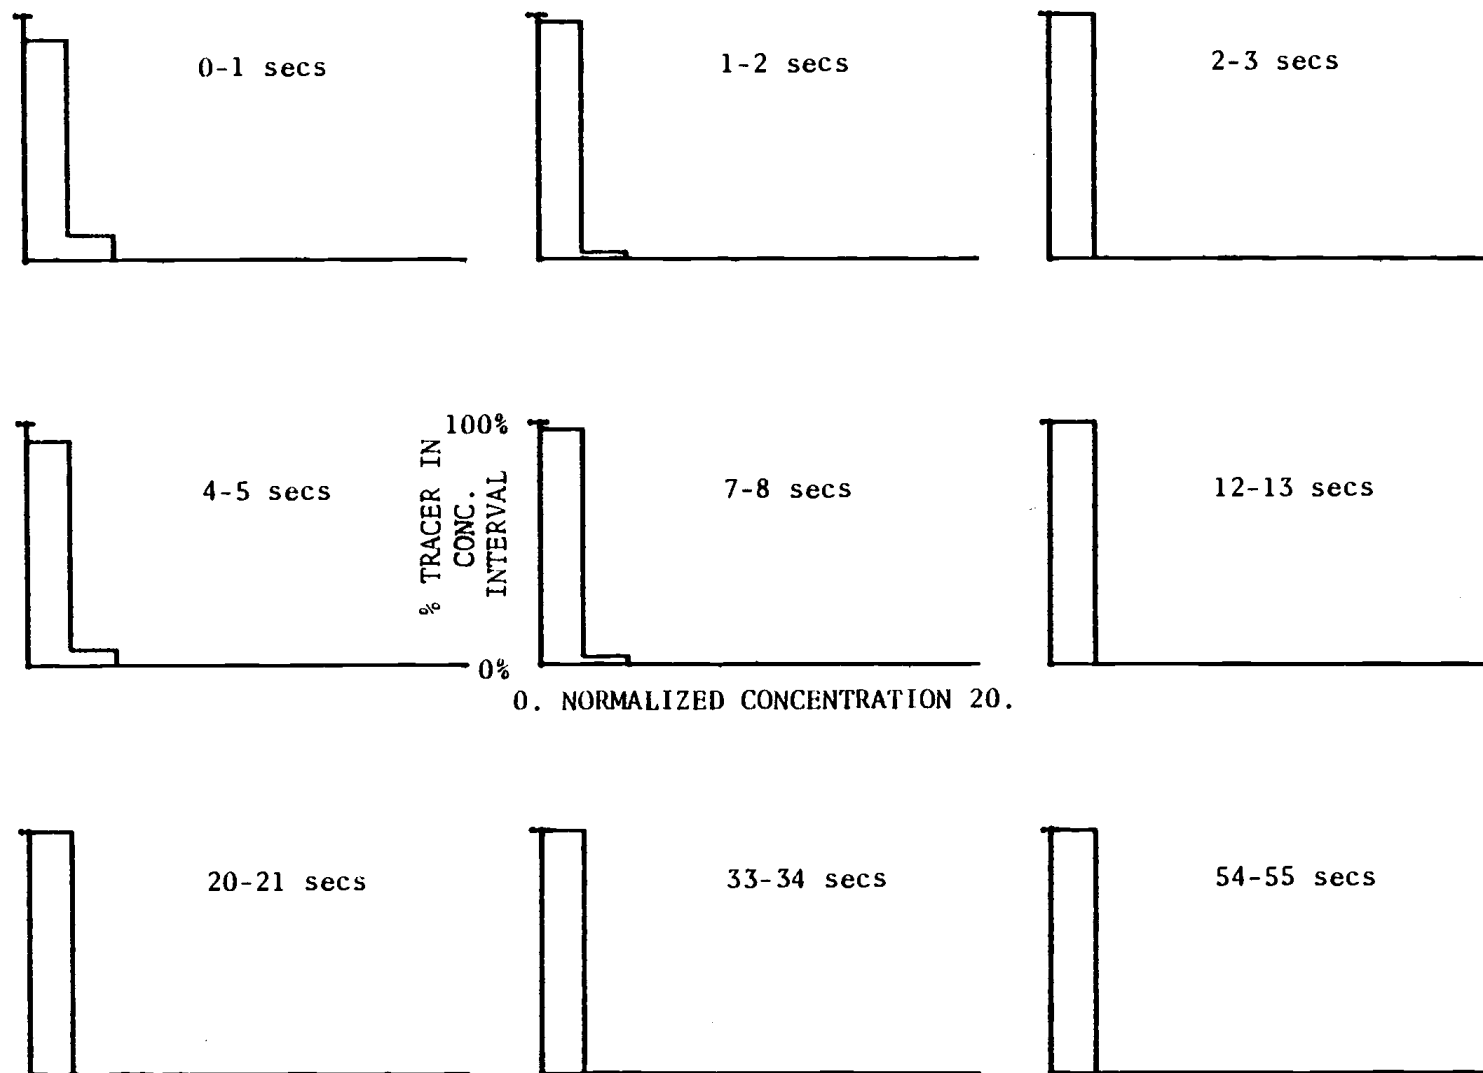 0-1 secs
1-2 secs
2-3 secs
4-5 secs
% TRACER IN
CONC.
INTERVAL
100%
0%
7-8 secs
12-13 secs
0. NORMALIZED CONCENTRATION 20.
20-21 secs
33-34 secs
54-55 secs